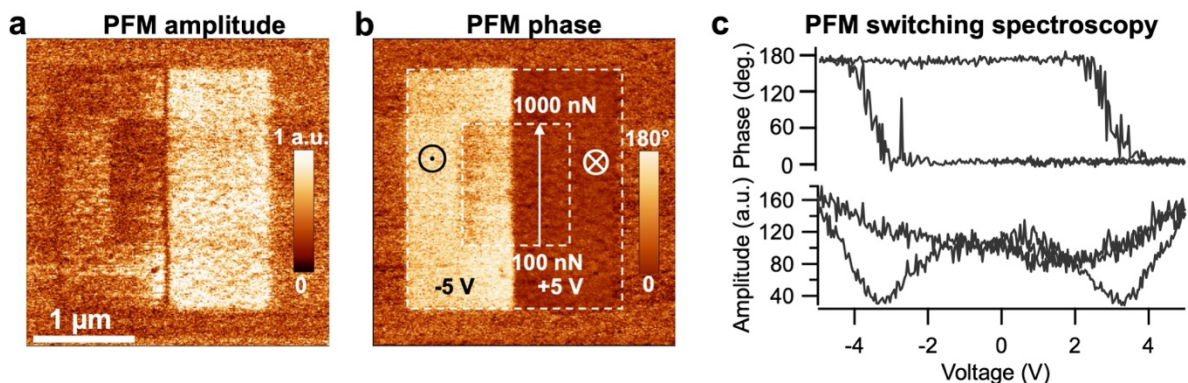 a PFM amplitude
1 a.u.
0
1 μm
b PFM phase
1000 nN
180°
100 nN
-5 V +5 V
0
c PFM switching spectroscopy
Phase (deg.)
180
120
60
0
Amplitude (a.u.)
160
120
80
40
-4 -2 0 2 4
Voltage (V)